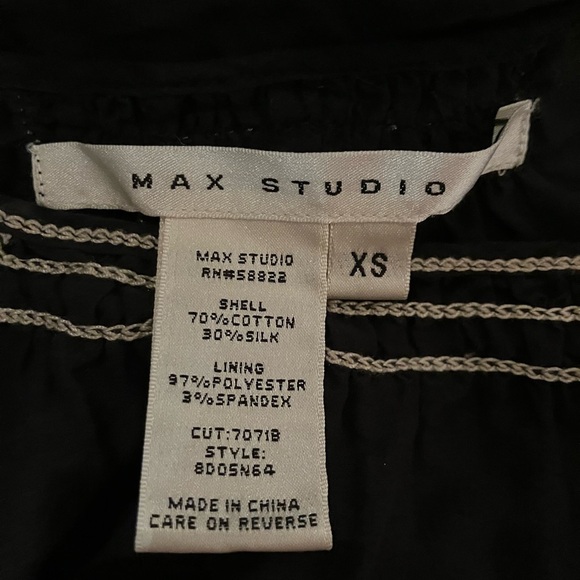 MAX STUDIO
XS
MAX STUDIO
RN#58822
SHELL
70%COTTON
30%SILK
LINING
97%POLYESTER
3%SPANDEX
CUT:7071B
STYLE:
8D05N64
MADE IN CHINA
CARE ON REVERSE